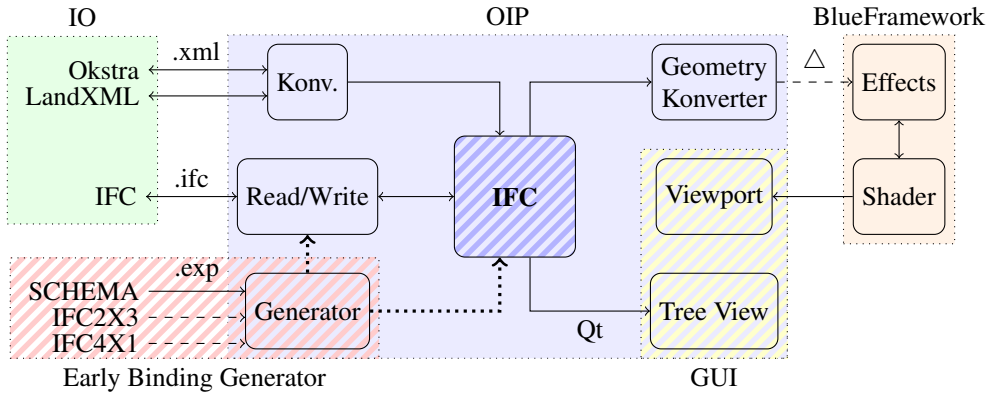 IO
OIP
BlueFramework
Okstra
LandXML
.xml
Konv.
Geometry
Konverter
△
Effects
IFC
.ifc
Read/Write
IFC
Viewport
Shader
.exp
SCHEMA
IFC2X3
IFC4X1
Generator
Qt
Tree View
Early Binding Generator
GUI